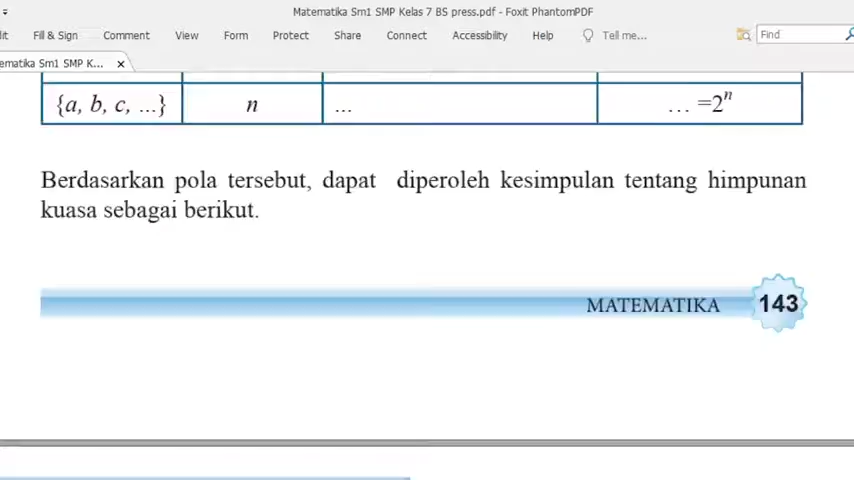 Matematika Sm1 SMP Kelas 7 BS press.pdf - Foxit PhantomPDF
Fill & Sign Comment View Form Protect Share Connect Accessibility Help Tell me... Find
ematika Sm1 SMP K... ×
{a, b, c, ...} n ... ... =2ⁿ
Berdasarkan pola tersebut, dapat diperoleh kesimpulan tentang himpunan
kuasa sebagai berikut.
MATEMATIKA 143